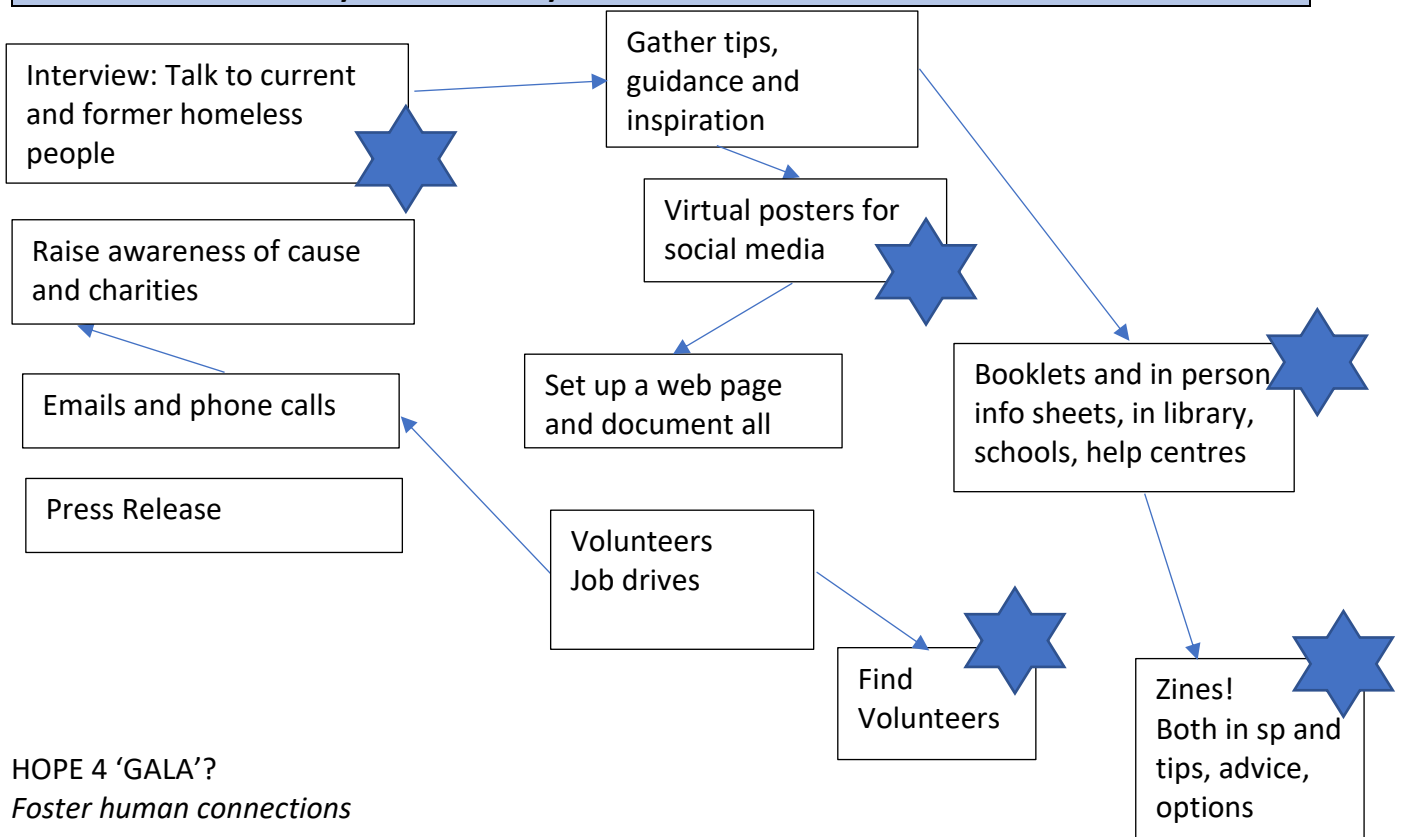 Interview: Talk to current
and former homeless
people
Gather tips,
guidance and
inspiration
Virtual posters for
social media
Raise awareness of cause
and charities
Set up a web page
and document all
Booklets and in person
info sheets, in library,
schools, help centres
Emails and phone calls
Press Release
Volunteers
Job drives
Find
Volunteers
Zines!
Both in sp and
tips, advice,
options
HOPE 4 ‘GALA’?
Foster human connections